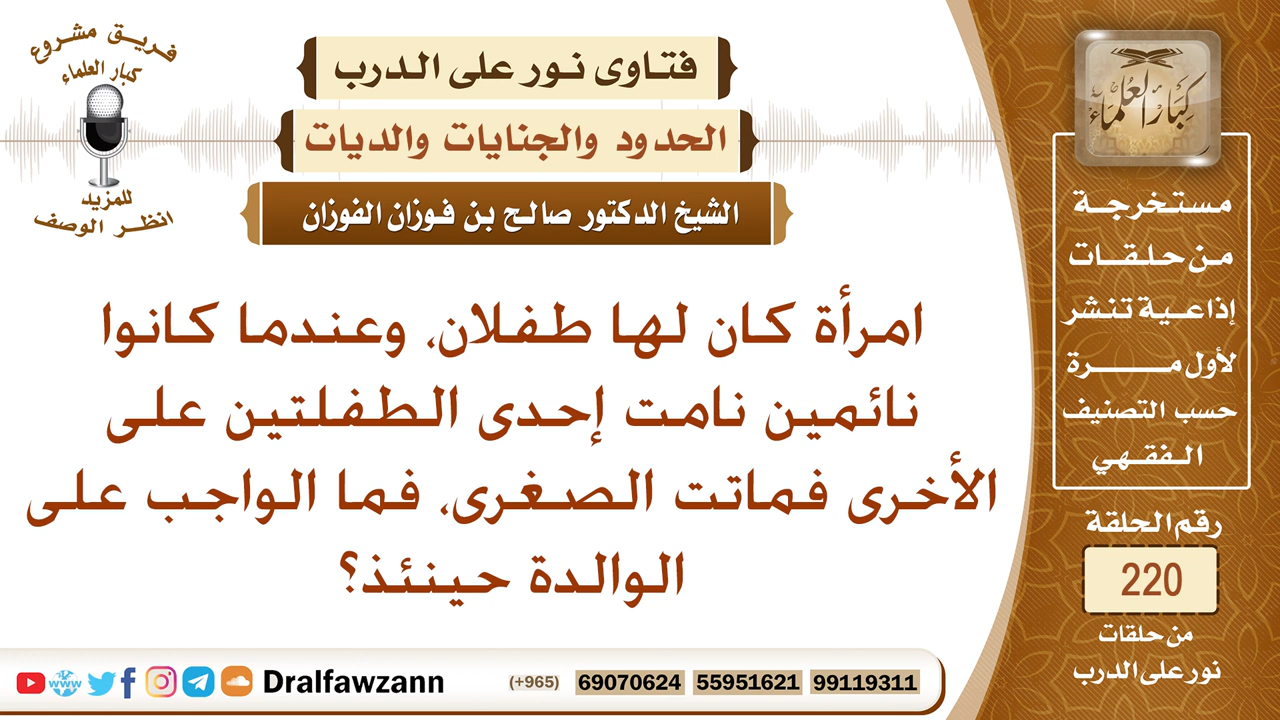 فريق مشروع
كبار العلماء
للمزيد
انظر الوصف
فتاوى نور على الدرب
الحدود والجنايات والديات
الشيخ الدكتور صالح بن فوزان الفوزان
امرأة كان لها طفلان، وعندما كانوا
نائمين نامت إحدى الطفلتين على
الأخرى فماتت الصغرى، فما الواجب على
الوالدة حينئذ؟
كبار العلماء
مستخرجة
من حلقات
إذاعية تنشر
لأول مرة
حسب التصنيف
الفقهي
رقم الحلقة
220
من حلقات
نور على الدرب
www
Dralfawzann (+965) 69070624 55951621 99119311